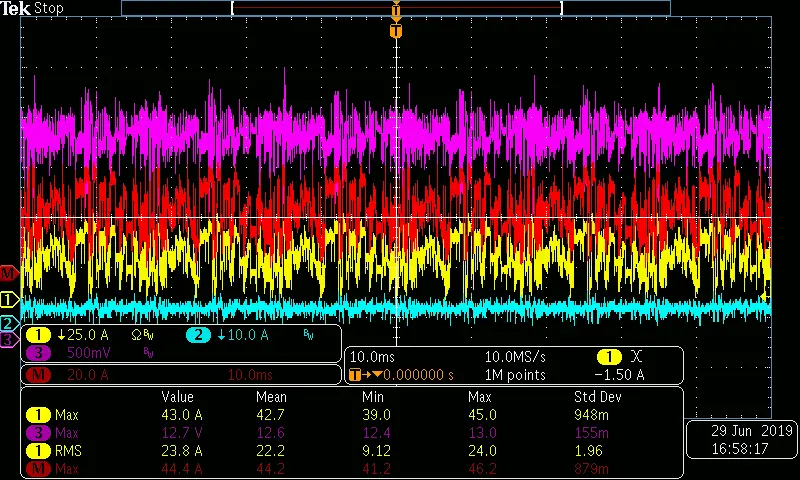 Tek Stop
T
T
M
1
2
3
1 25.0 A ΩBW 2 10.0 A BW
3 500mV BW
M 20.0 A 10.0ms
10.0ms 10.0MS/s 1 X
T→▼0.000000 s 1M points −1.50 A
Value Mean Min Max Std Dev
1 Max 43.0 A 42.7 39.0 45.0 948m
3 Max 12.7 V 12.6 12.4 13.0 155m
1 RMS 23.8 A 22.2 9.12 24.0 1.96
M Max 44.4 A 44.2 41.2 46.2 879m
29 Jun 2019
16:58:17